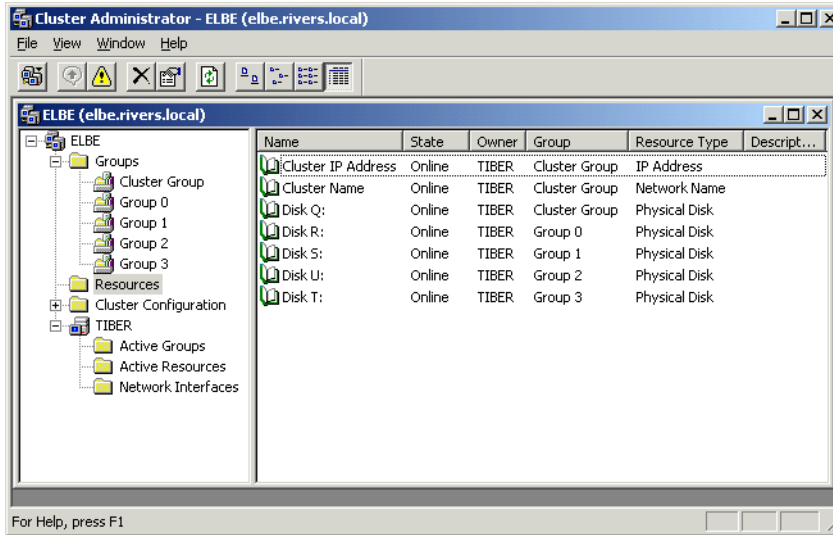 Cluster Administrator - ELBE (elbe.rivers.local)
File View Window Help
ELBE (elbe.rivers.local)
ELBE
Groups
Cluster Group
Group 0
Group 1
Group 2
Group 3
Resources
Cluster Configuration
TIBER
Active Groups
Active Resources
Network Interfaces
Name State Owner Group Resource Type Descript...
Cluster IP Address Online TIBER Cluster Group IP Address
Cluster Name Online TIBER Cluster Group Network Name
Disk Q: Online TIBER Cluster Group Physical Disk
Disk R: Online TIBER Group 0 Physical Disk
Disk S: Online TIBER Group 1 Physical Disk
Disk U: Online TIBER Group 2 Physical Disk
Disk T: Online TIBER Group 3 Physical Disk
For Help, press F1